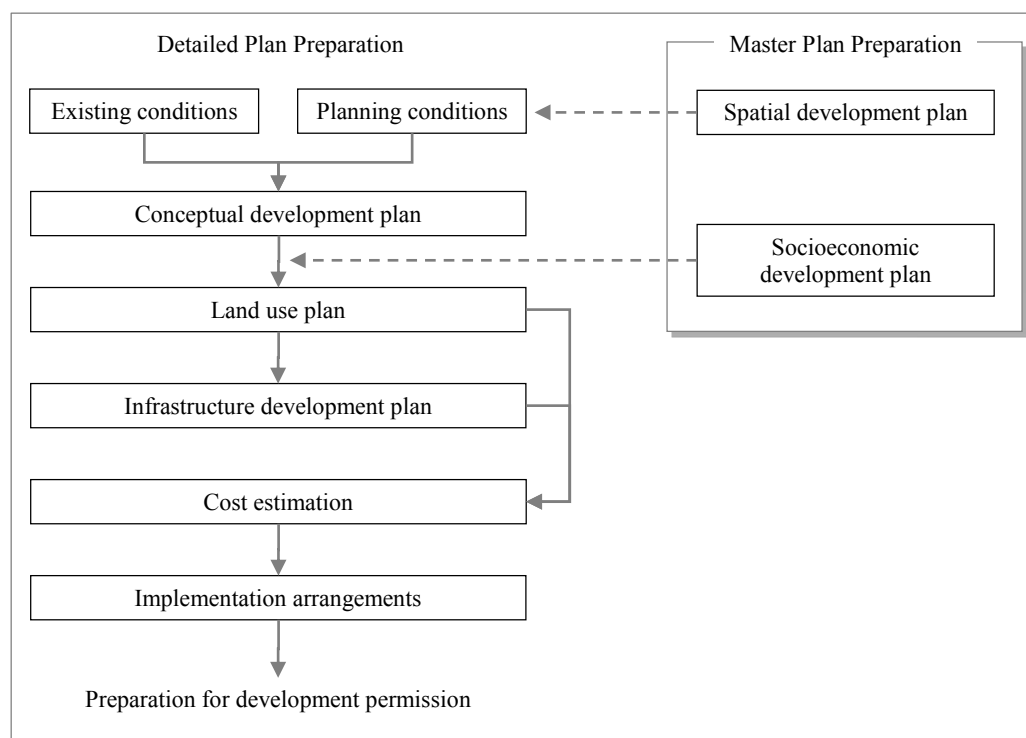 Detailed Plan Preparation
Master Plan Preparation
Existing conditions
Planning conditions
Spatial development plan
Conceptual development plan
Socioeconomic
development plan
Land use plan
Infrastructure development plan
Cost estimation
Implementation arrangements
Preparation for development permission